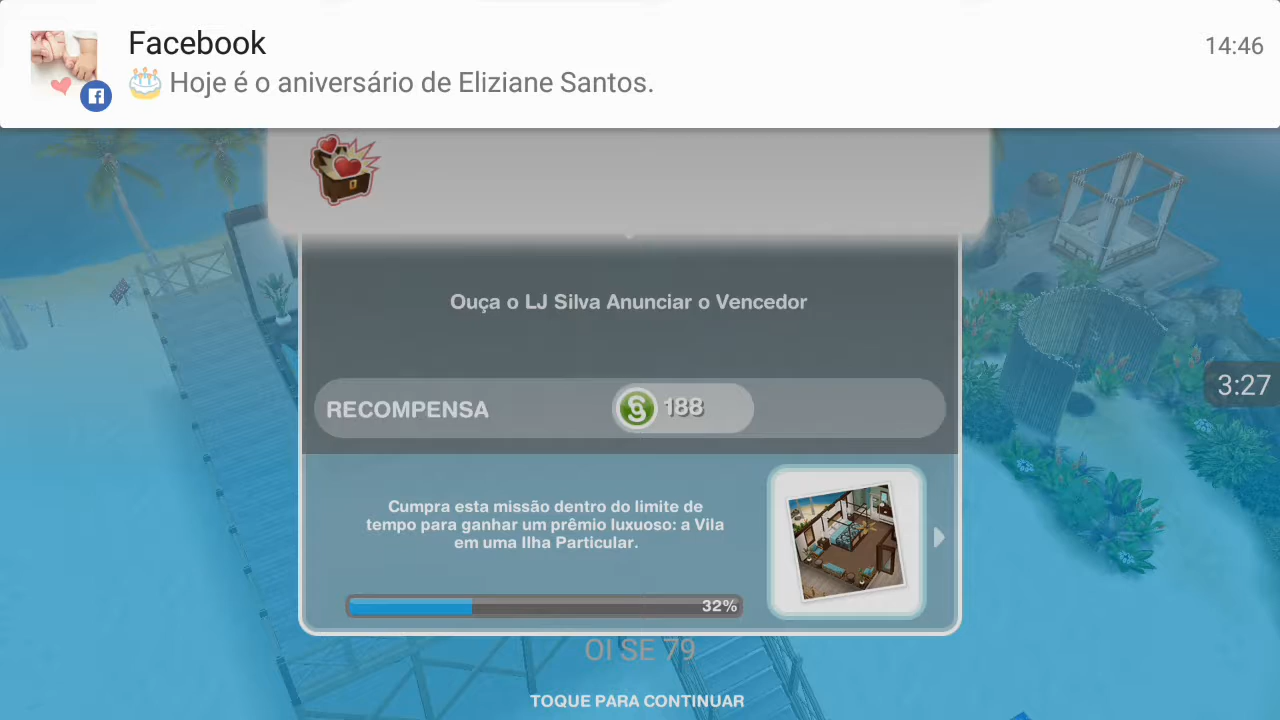 Facebook
14:46
🎂 Hoje é o aniversário de Eliziane Santos.
Ouça o LJ Silva Anunciar o Vencedor
3:27
RECOMPENSA
188
Cumpra esta missão dentro do limite de
tempo para ganhar um prêmio luxuoso: a Vila
em uma Ilha Particular.
32%
OI SE 79
TOQUE PARA CONTINUAR